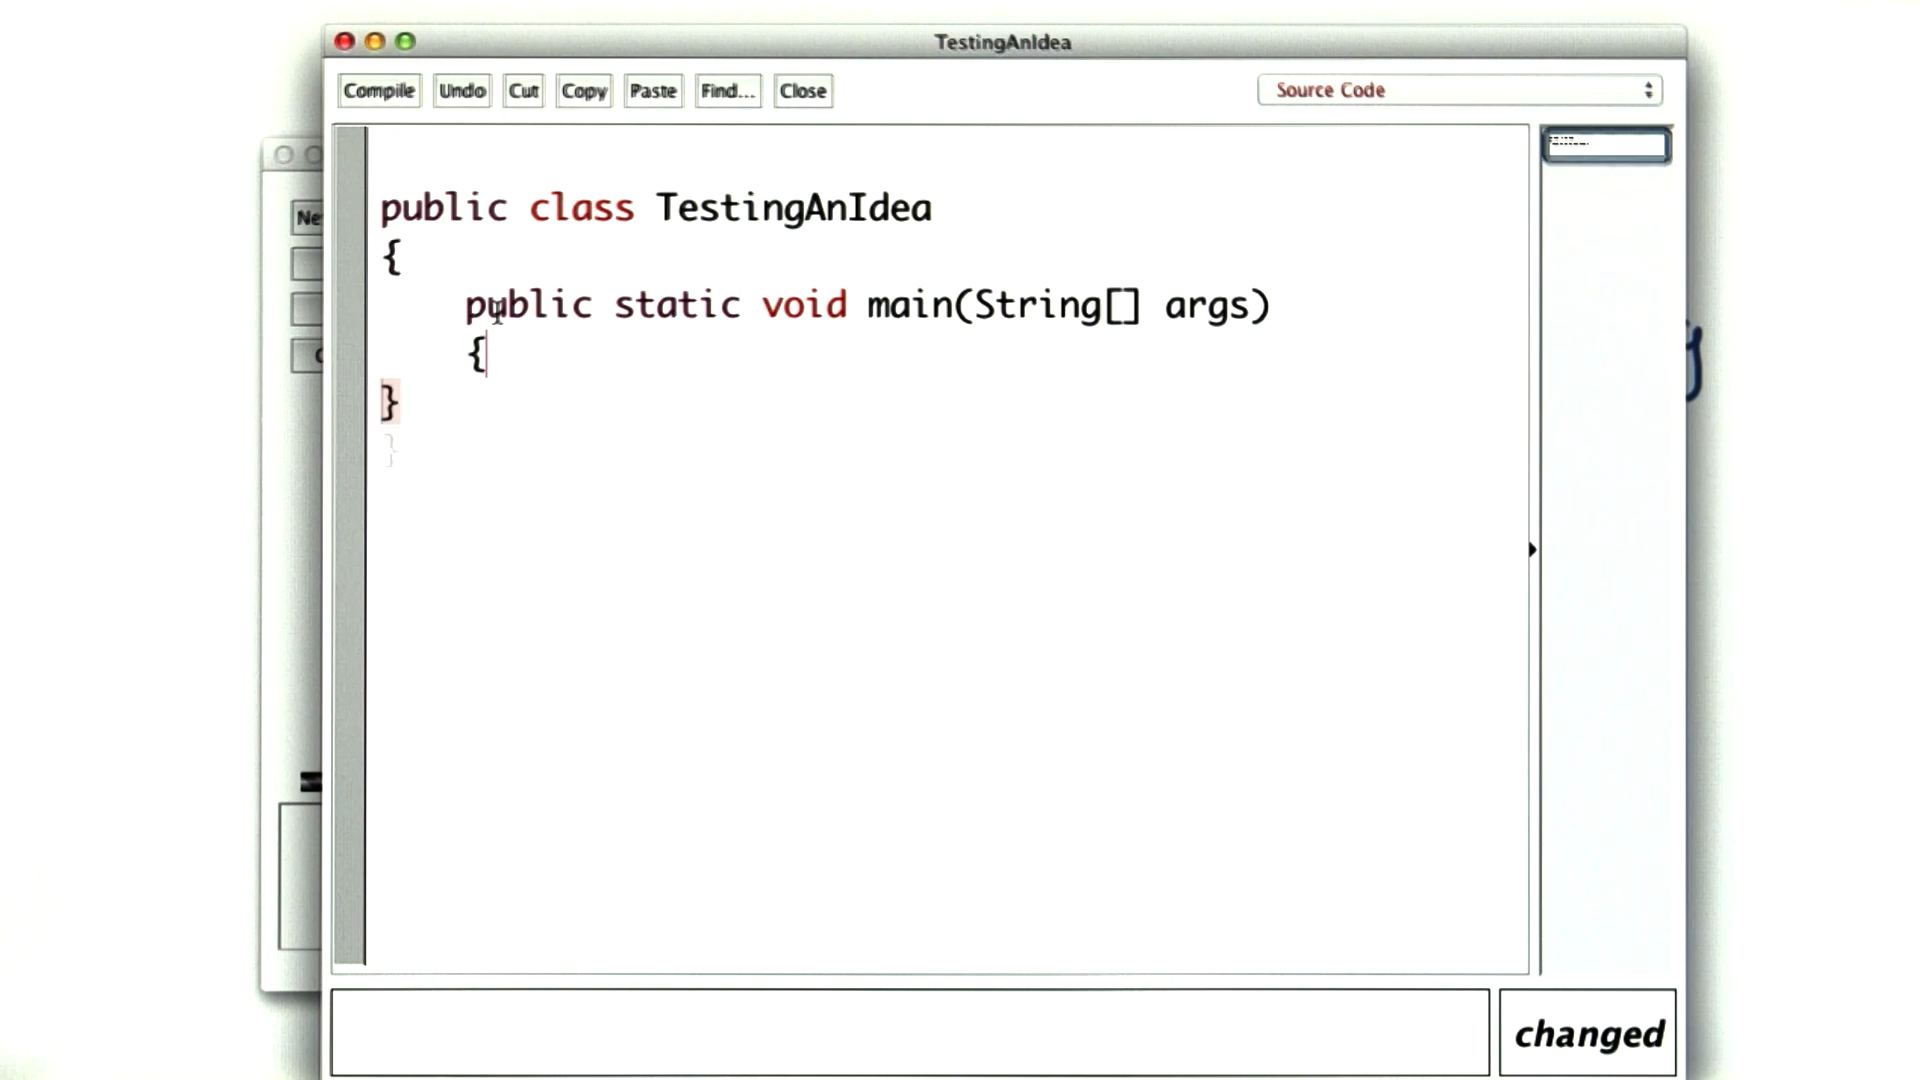 TestingAnIdea
Compile Undo Cut Copy Paste Find... Close Source Code
Ne
public class TestingAnIdea
{
public static void main(String[] args)
{
}
}
changed